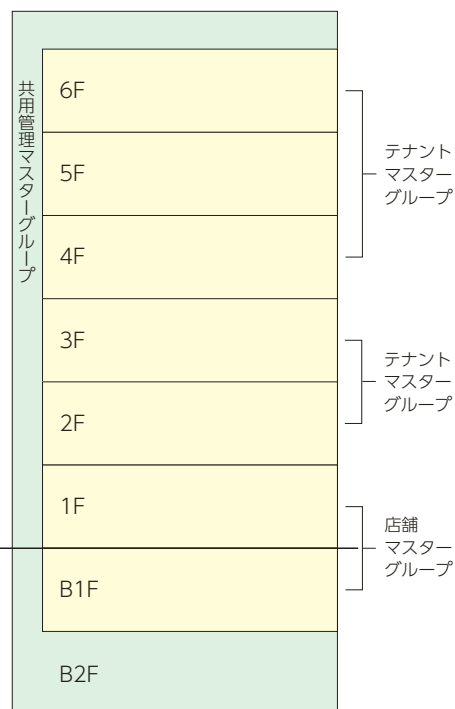 共用管理マスターグループ
6F
5F
4F
テナント
マスター
グループ
3F
2F
テナント
マスター
グループ
1F
B1F
店舗
マスター
グループ
B2F